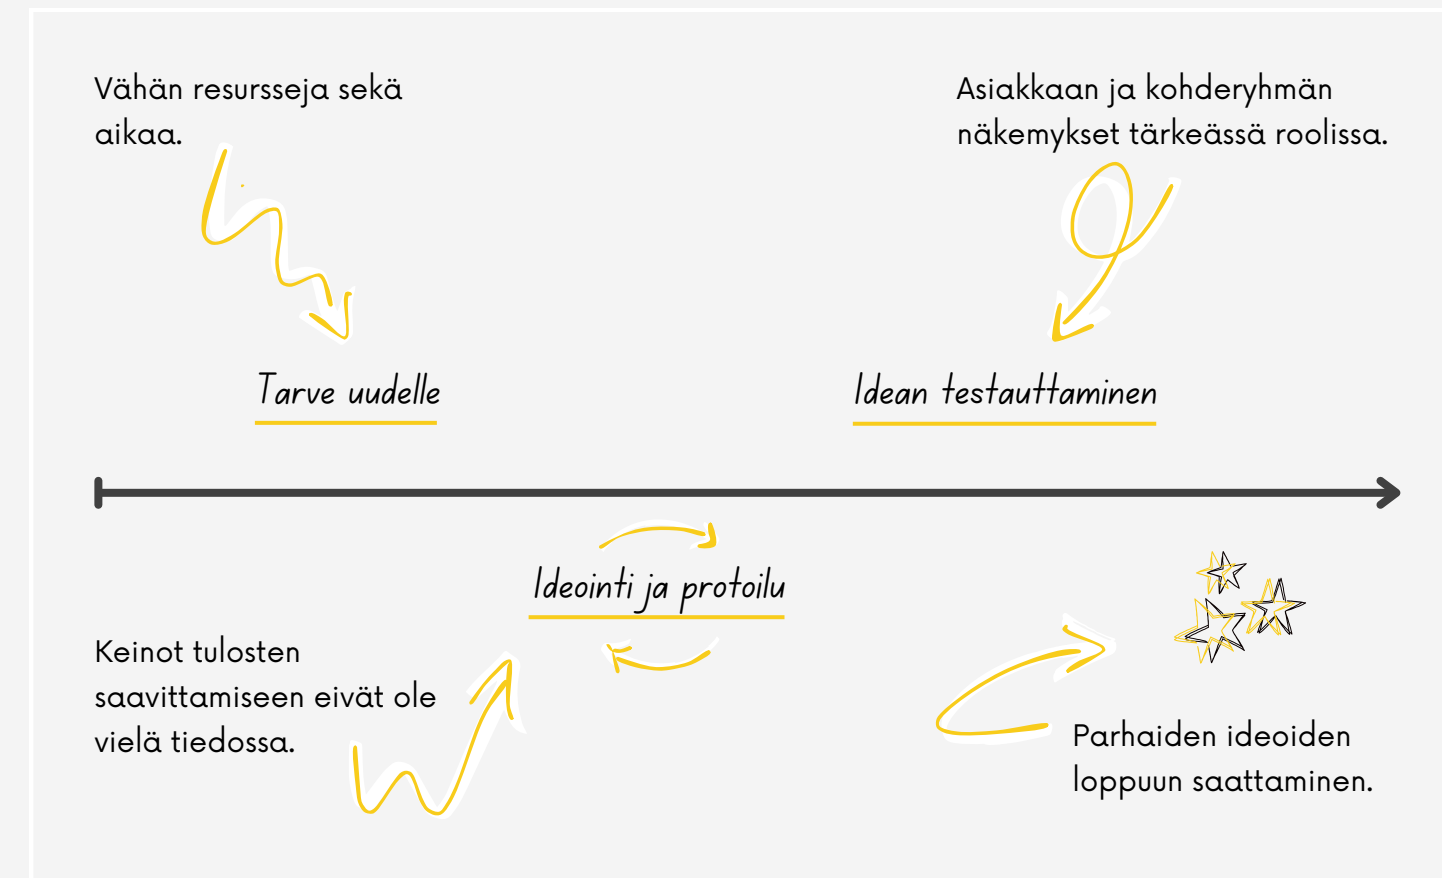 Vähän resursseja sekä
aikaa.
Asiakkaan ja kohderyhmän
näkemykset tärkeässä roolissa.
Tarve uudelle
Idean testauttaminen
Ideointi ja protoilu
Keinot tulosten
saavittamiseen eivät ole
vielä tiedossa.
Parhaiden ideoiden
loppuun saattaminen.